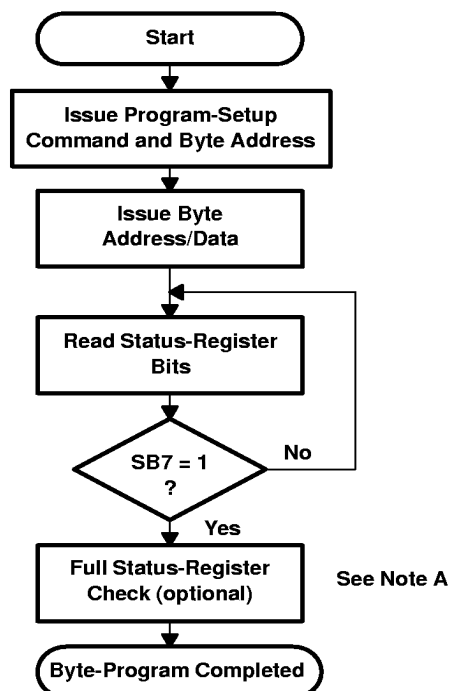 Start
Issue Program-Setup
Command and Byte Address
Issue Byte
Address/Data
Read Status-Register
Bits
SB7 = 1
?
No
Yes
Full Status-Register
Check (optional)
See Note A
Byte-Program Completed